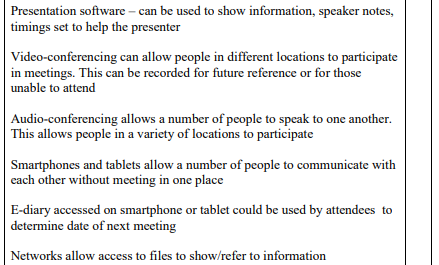 Presentation software – can be used to show information, speaker notes,
timings set to help the presenter
Video-conferencing can allow people in different locations to participate
in meetings. This can be recorded for future reference or for those
unable to attend
Audio-conferencing allows a number of people to speak to one another.
This allows people in a variety of locations to participate
Smartphones and tablets allow a number of people to communicate with
each other without meeting in one place
E-diary accessed on smartphone or tablet could be used by attendees to
determine date of next meeting
Networks allow access to files to show/refer to information